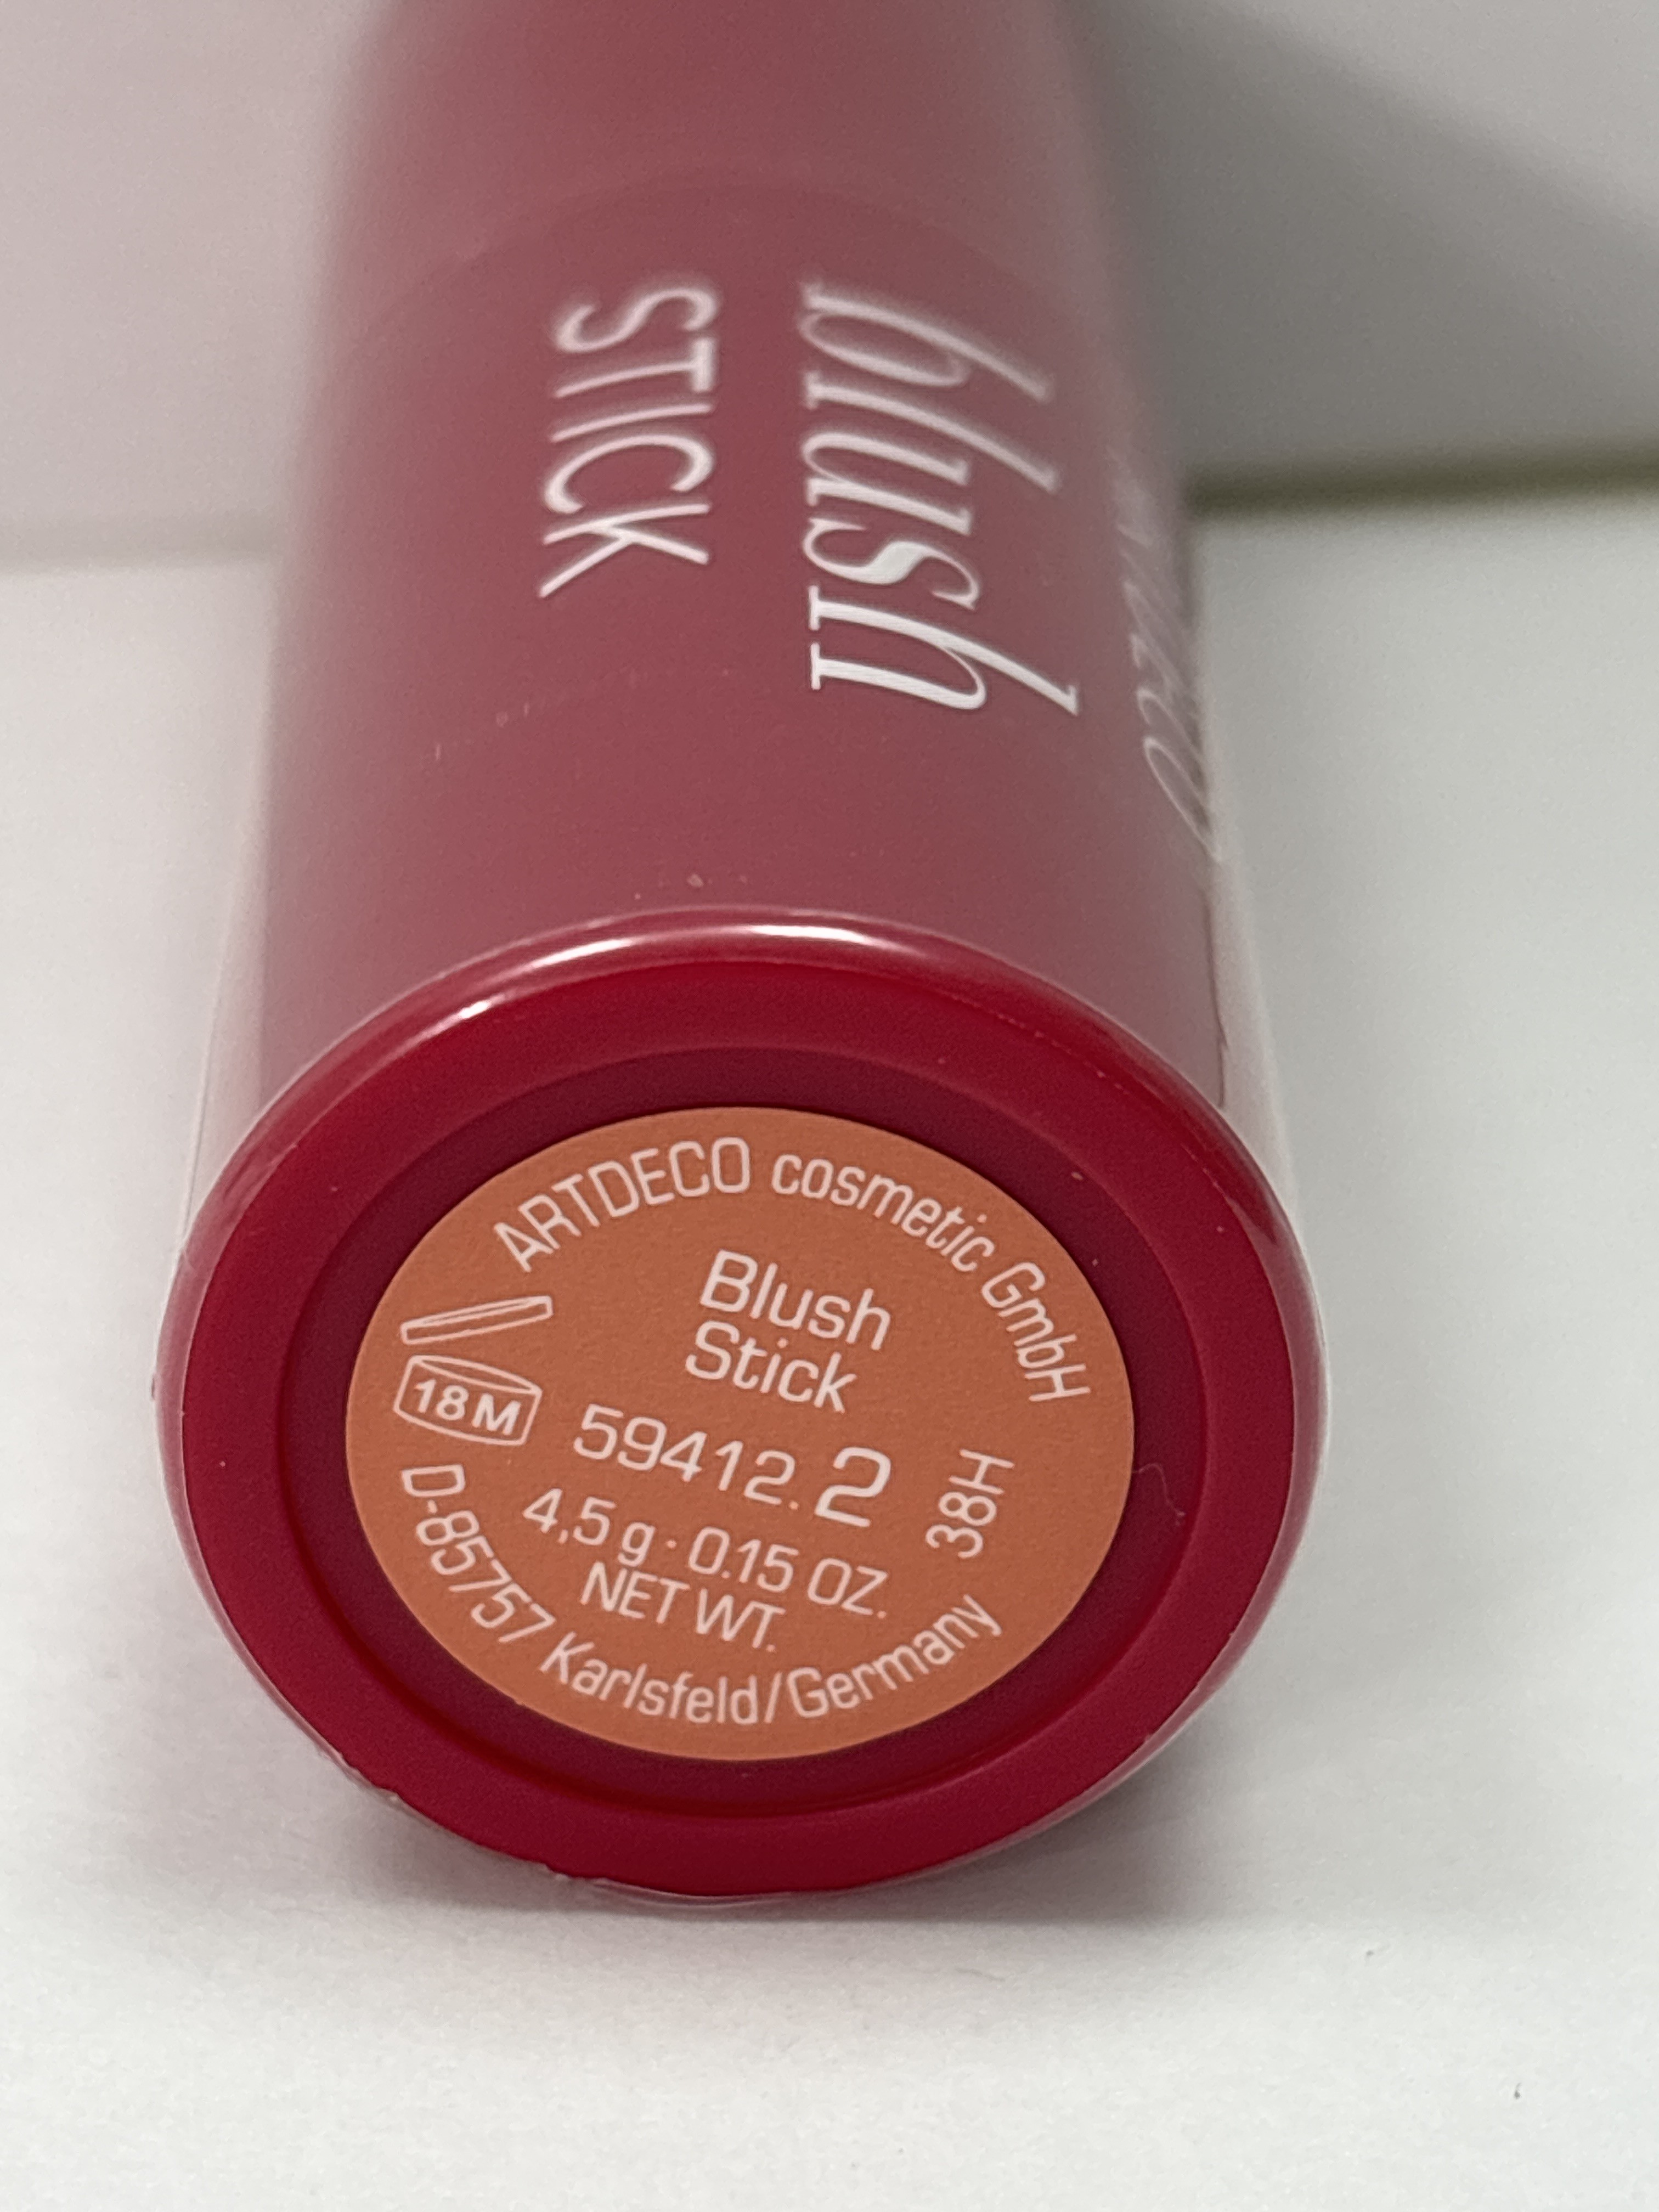 blush
STICK
ARTDECO cosmetic GmbH
Blush
Stick
18M
59412.2
38H
4,5 g · 0.15 OZ.
NET WT.
D-85757 Karlsfeld/Germany